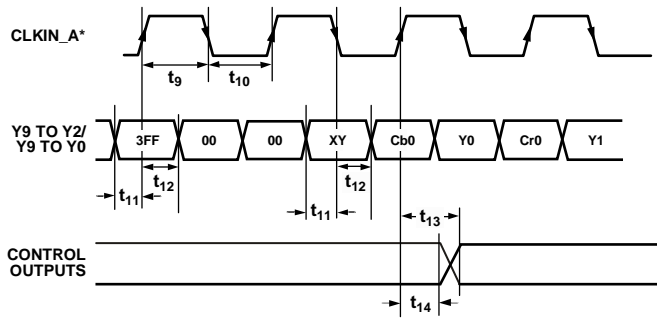 CLKIN_A*
t9
t10
Y9 TO Y2/
Y9 TO Y0
3FF
00
00
XY
Cb0
Y0
Cr0
Y1
t11
t12
t11
t12
t13
CONTROL
OUTPUTS
t14